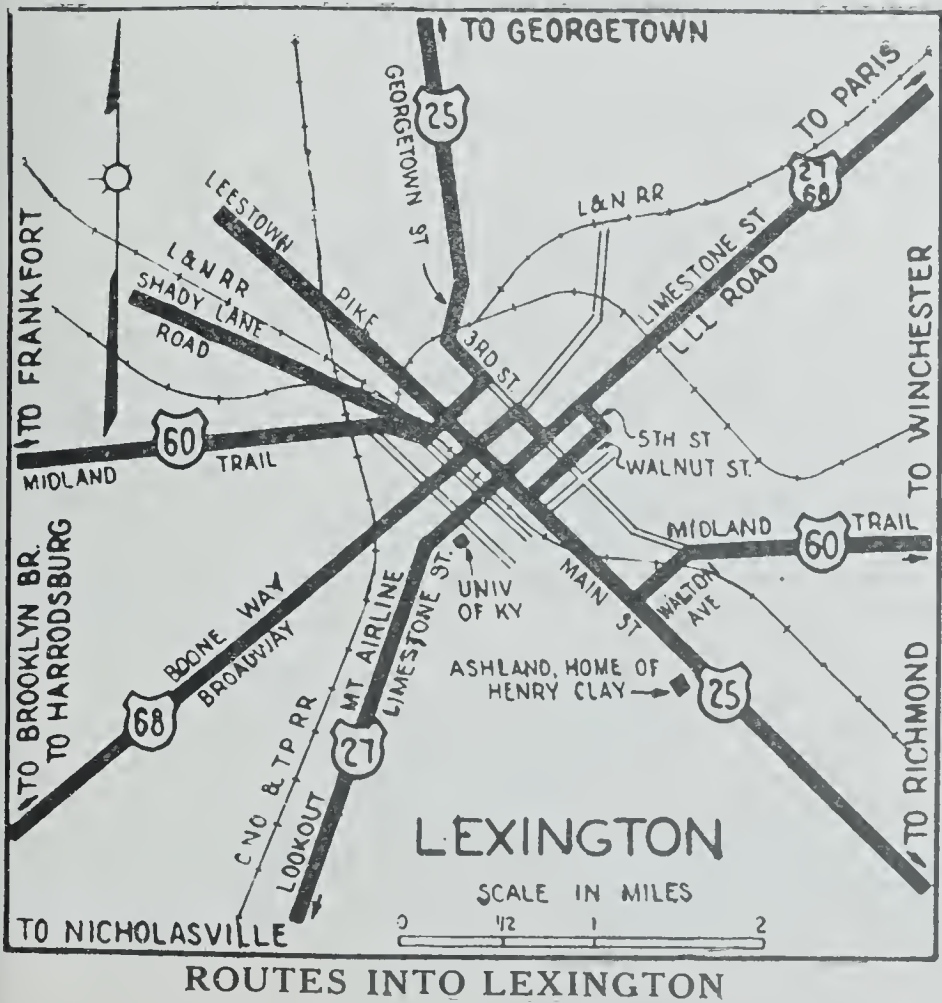 TO GEORGETOWN
25
GEORGETOWN ST
TO PARIS
27
68
L&N RR
LIMESTONE ST
LLL ROAD
LEESTOWN
PIKE
L&N RR
SHADY LANE
ROAD
TO FRANKFORT
3RD ST.
TO WINCHESTER
60
MIDLAND
TRAIL
5TH ST
WALNUT ST.
MIDLAND
TRAIL
60
TO BROOKLYN BR.
TO HARRODSBURG
BOONE WAY
BROADWAY
68
UNIV
OF KY
MAIN
ST
WALTON
AVE
MT AIRLINE
LIMESTONE ST.
ASHLAND, HOME OF
HENRY CLAY
25
27
C NO & TP RR
LOOKOUT
TO RICHMOND
LEXINGTON
SCALE IN MILES
0 1/2 1 2
TO NICHOLASVILLE
ROUTES INTO LEXINGTON